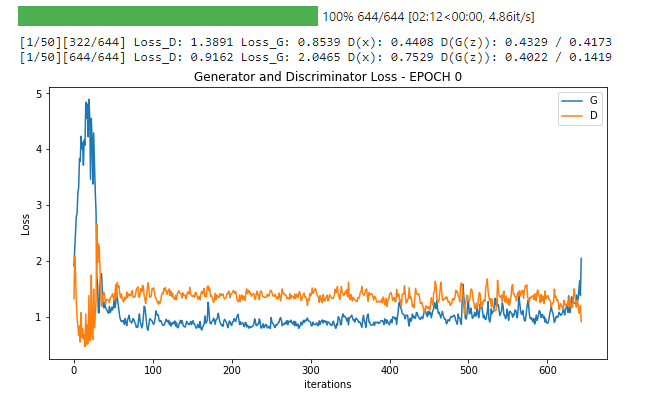 100% 644/644 [02:12<00:00, 4.86it/s]
[1/50][322/644] Loss_D: 1.3891 Loss_G: 0.8539 D(x): 0.4408 D(G(z)): 0.4329 / 0.4173
[1/50][644/644] Loss_D: 0.9162 Loss_G: 2.0465 D(x): 0.7529 D(G(z)): 0.4022 / 0.1419
Generator and Discriminator Loss - EPOCH 0
G
D
5
4
3
2
1
Loss
0
100
200
300
400
500
600
iterations